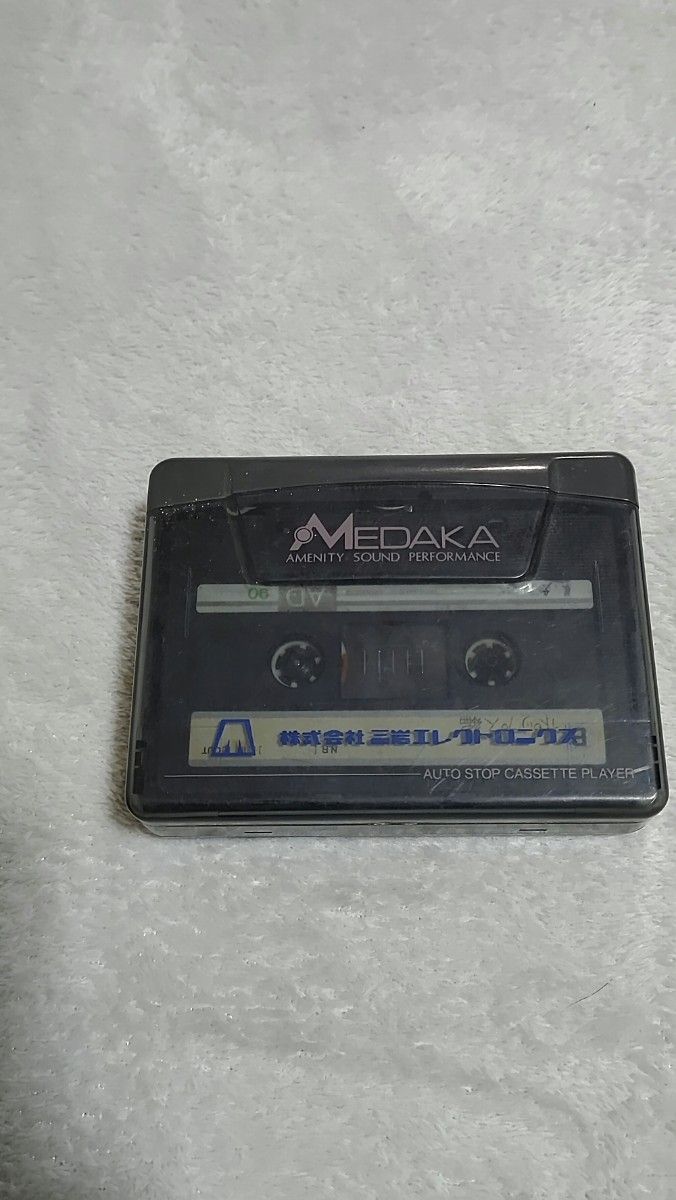 MEDAKA
AMENITY SOUND PERFORMANCE
AD 90
株式会社三洋エレクトロニクス
AUTO STOP CASSETTE PLAYER